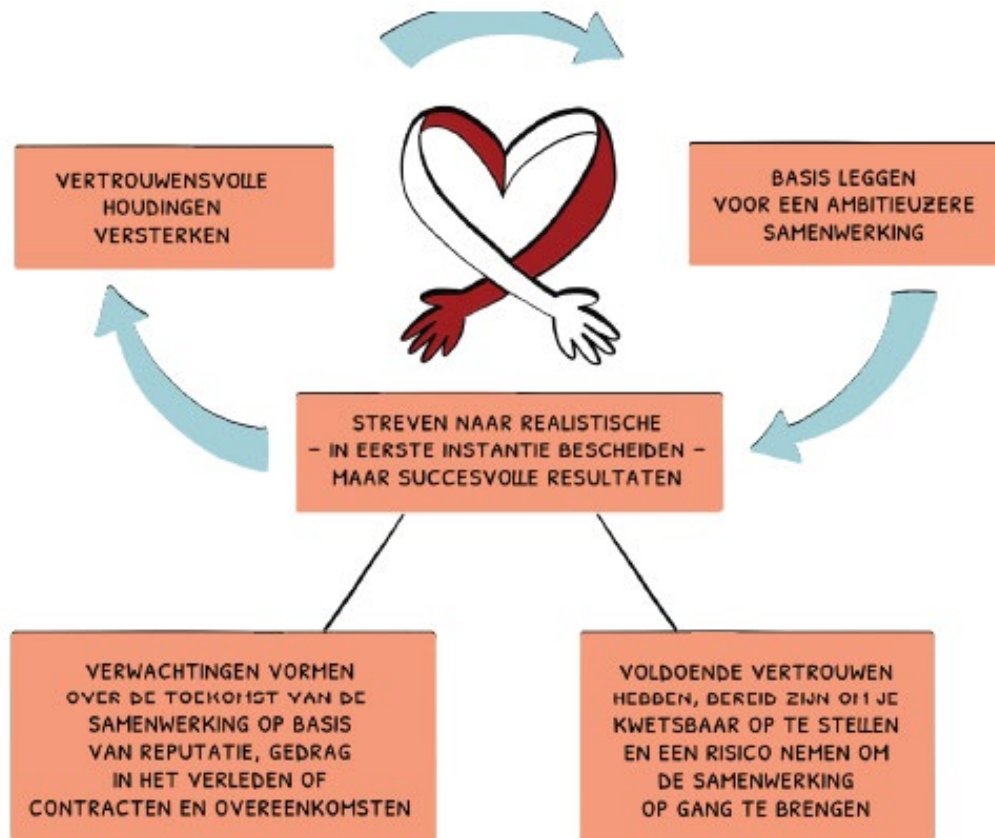 VERTROUWENSVOLLE
HOUDINGEN
VERSTERKEN
BASIS LEGGEN
VOOR EEN AMBITIEUZERE
SAMENWERKING
STREVEN NAAR REALISTISCHE
– IN EERSTE INSTANTIE BESCHEIDEN –
MAAR SUCCESVOLLE RESULTATEN
VERWACHTINGEN VORMEN
OVER DE TOEKOMST VAN DE
SAMENWERKING OP BASIS
VAN REPUTATIE, GEDRAG
IN HET VERLEDEN OF
CONTRACTEN EN OVEREENKOMSTEN
VOLDOENDE VERTROUWEN
HEBBEN, BEREID ZIJN OM JE
KWETSBAAR OP TE STELLEN
EN EEN RISICO NEMEN OM
DE SAMENWERKING
OP GANG TE BRENGEN